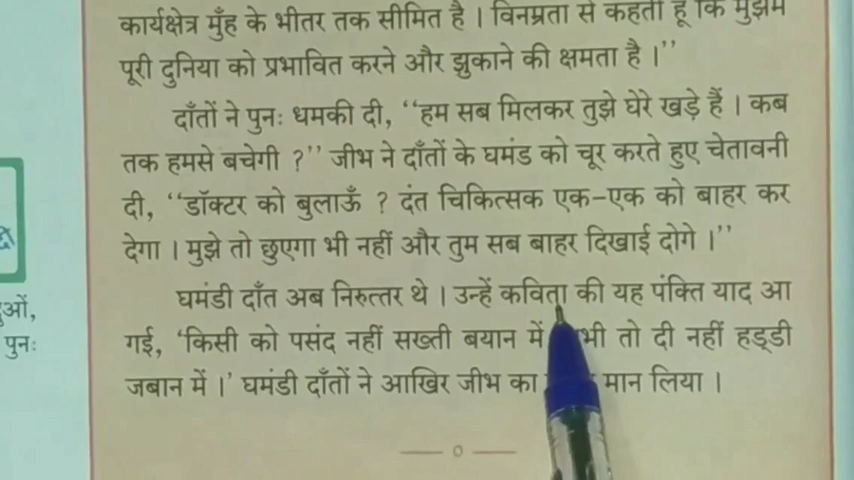 कार्यक्षेत्र मुँह के भीतर तक सीमित है । विनम्रता से कहती हूँ कि मुझमें
पूरी दुनिया को प्रभावित करने और झुकाने की क्षमता है ।’’
दाँतों ने पुनः धमकी दी, ‘‘हम सब मिलकर तुझे घेरे खड़े हैं । कब
तक हमसे बचेगी ?’’ जीभ ने दाँतों के घमंड को चूर करते हुए चेतावनी
दी, ‘‘डॉक्टर को बुलाऊँ ? दंत चिकित्सक एक-एक को बाहर कर
देगा । मुझे तो छुएगा भी नहीं और तुम सब बाहर दिखाई दोगे ।’’
घमंडी दाँत अब निरुत्तर थे । उन्हें कविता की यह पंक्ति याद आ
गई, ‘किसी को पसंद नहीं सख्ती बयान में भी तो दी नहीं हड्डी
जबान में ।’ घमंडी दाँतों ने आखिर जीभ का मान लिया ।
ुओं,
पुनः